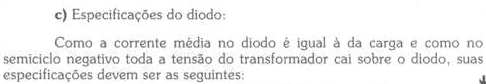 c) Especificações do diodo:
Como a corrente média no diodo é igual à da carga e como no
semiciclo negativo toda a tensão do transformador cai sobre o diodo, suas
especificações devem ser as seguintes: